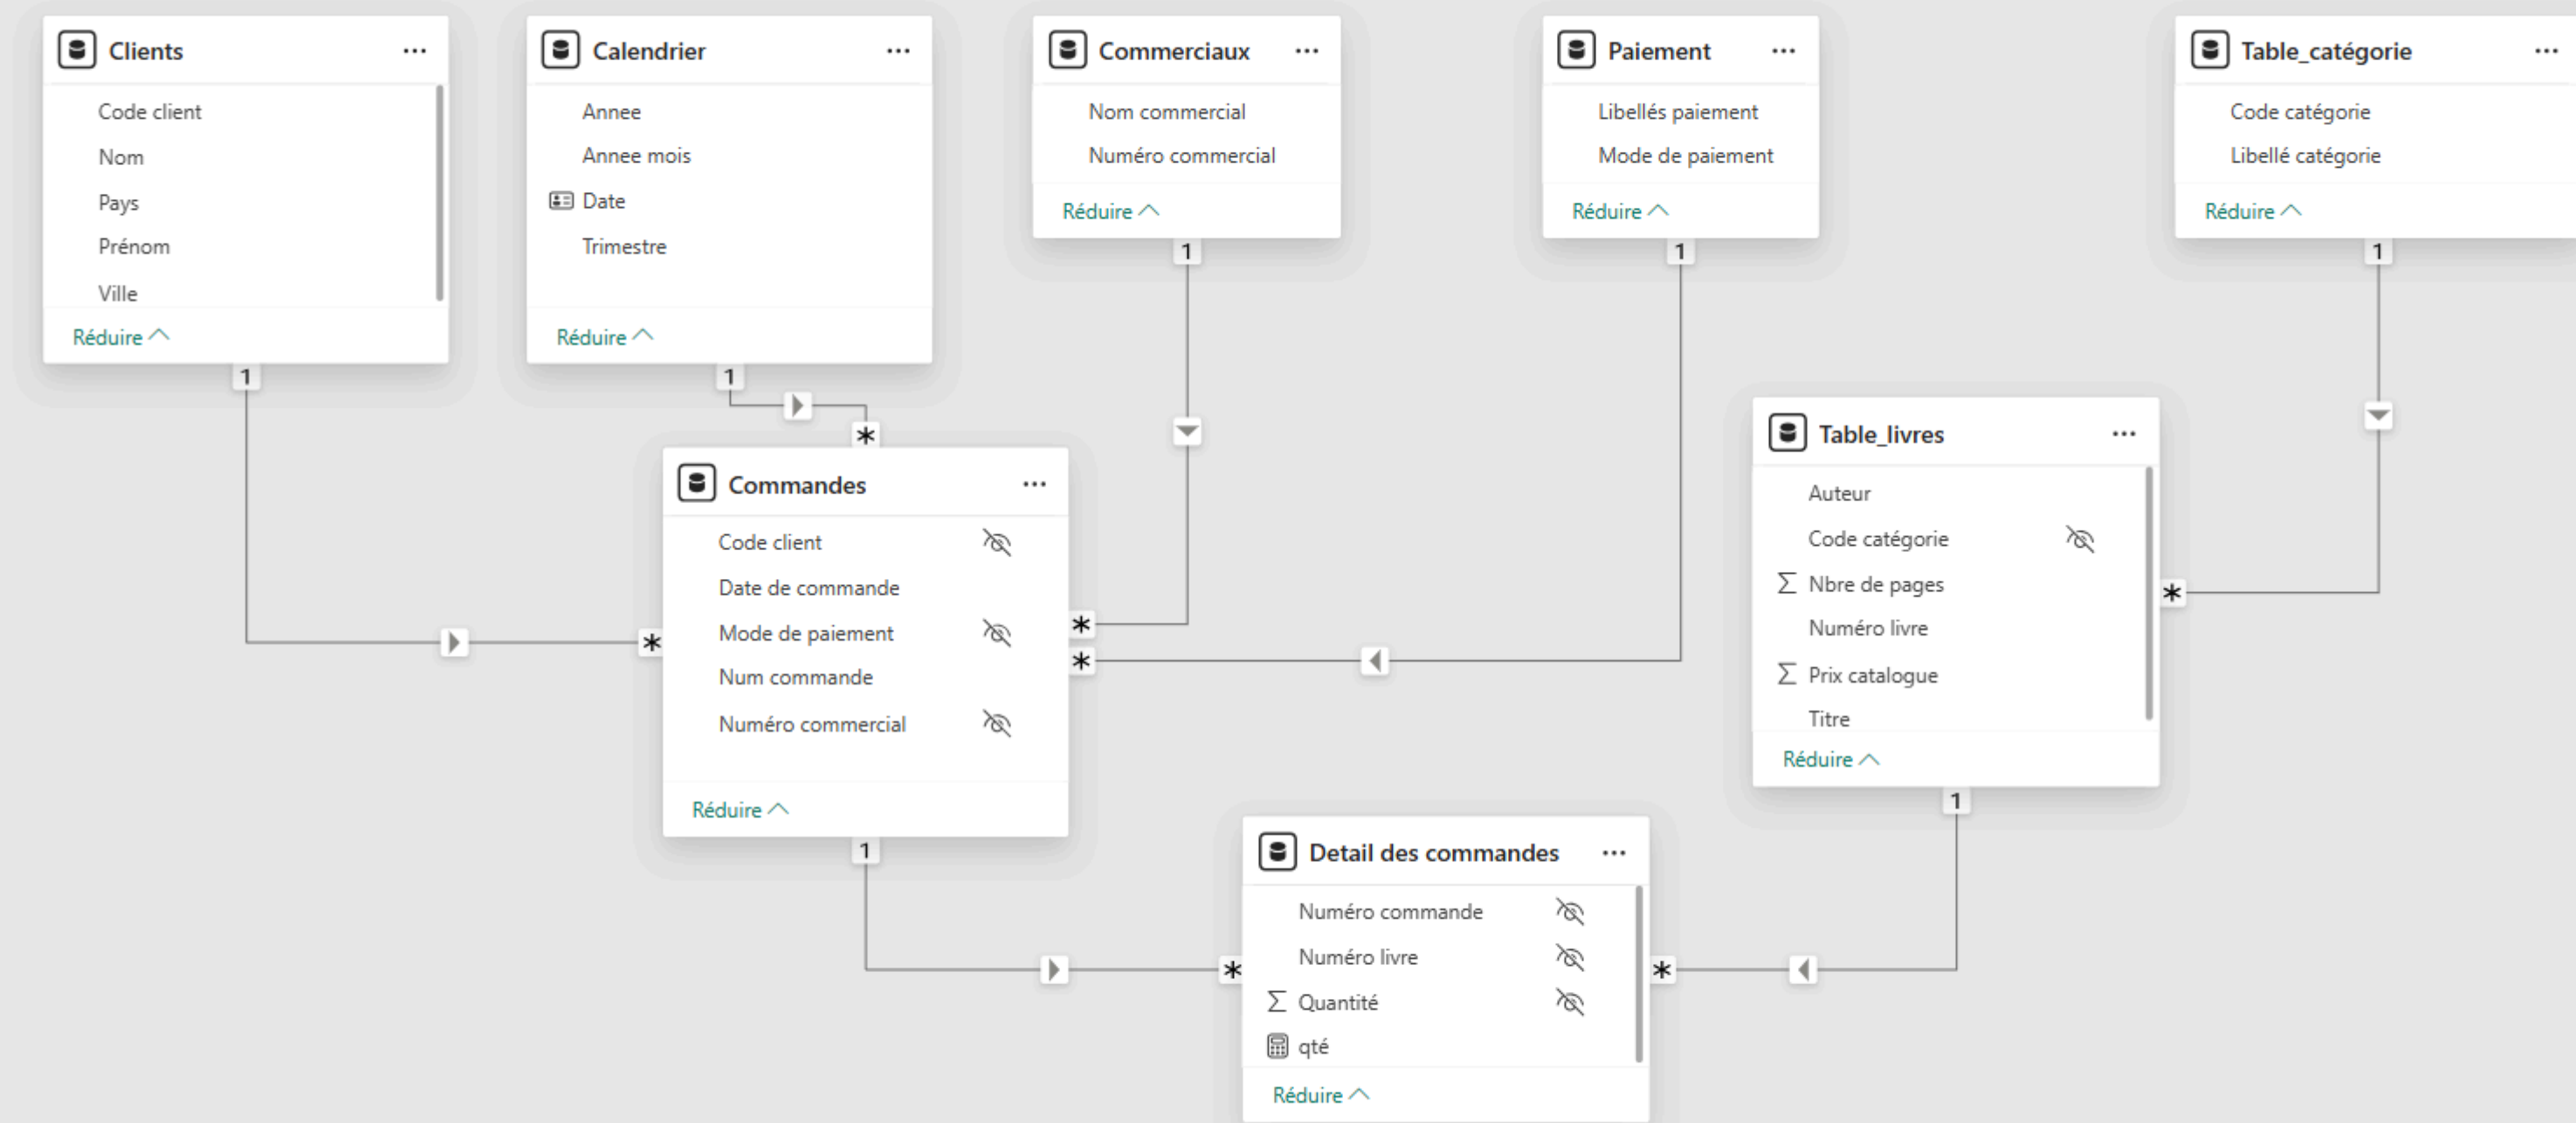 Clients ...
Code client
Nom
Pays
Prénom
Ville
Réduire
1
Calendrier ...
Annee
Annee mois
Date
Trimestre
Réduire
1
*
Commerciaux ...
Nom commercial
Numéro commercial
Réduire
1
Paiement ...
Libellés paiement
Mode de paiement
Réduire
1
Table_catégorie ...
Code catégorie
Libellé catégorie
Réduire
1
Commandes ...
Code client
Date de commande
Mode de paiement
Num commande
Numéro commercial
Réduire
*
*
*
1
Table_livres ...
Auteur
Code catégorie
Σ Nbre de pages
Numéro livre
Σ Prix catalogue
Titre
Réduire
*
1
Detail des commandes ...
Numéro commande
Numéro livre
Σ Quantité
qté
Réduire
*
*